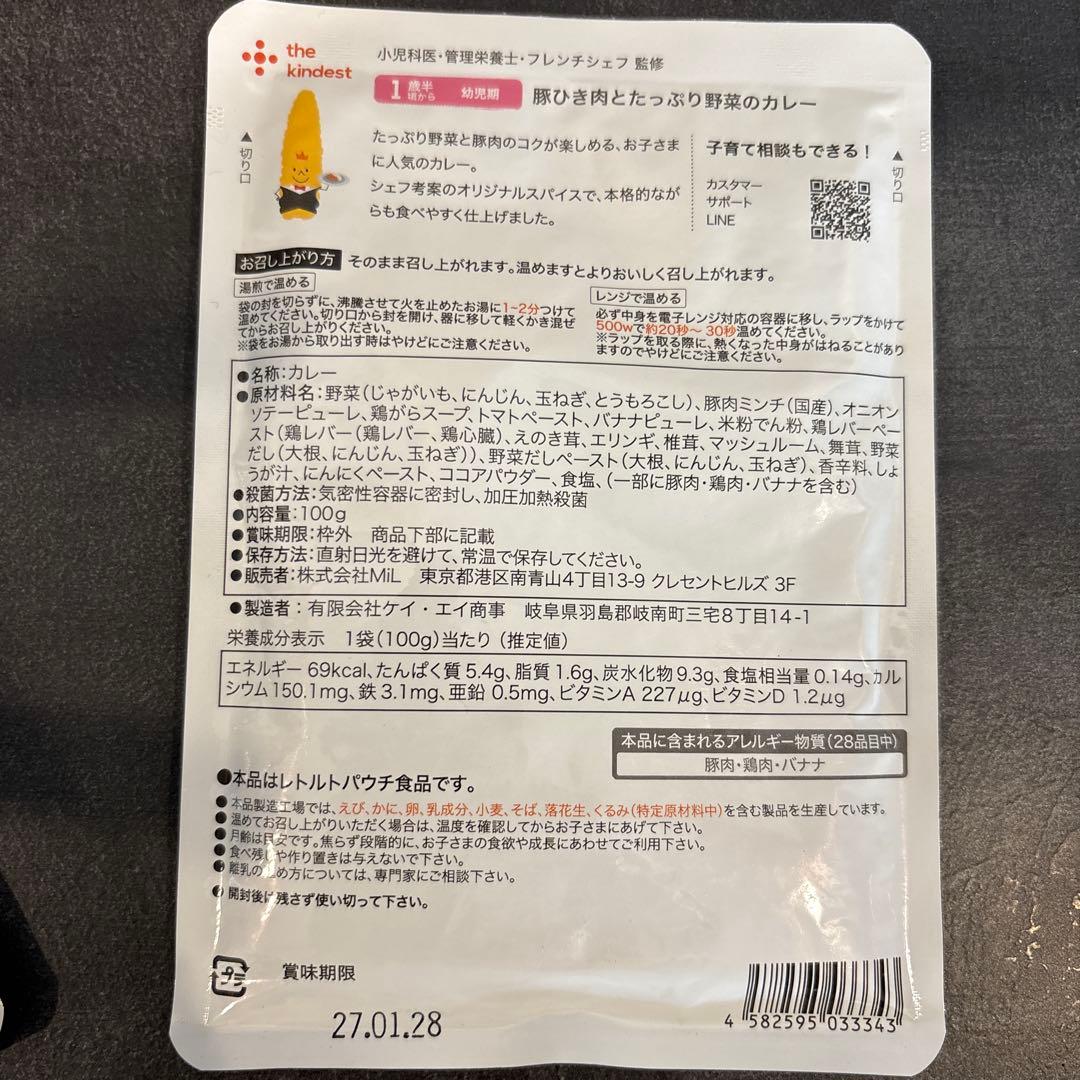 the
kindest
小児科医・管理栄養士・フレンチシェフ 監修
1歳半頃から 幼児期
豚ひき肉とたっぷり野菜のカレー
▲切り口
たっぷり野菜と豚肉のコクが楽しめる、お子さま
に人気のカレー。
シェフ考案のオリジナルスパイスで、本格的なが
らも食べやすく仕上げました。
子育て相談もできる！
カスタマー
サポート
LINE
▲切り口
お召し上がり方 そのまま召し上がれます。温めますとよりおいしく召し上がれます。
湯煎で温める
袋の封を切らずに、沸騰させて火を止めたお湯に1~2分つけて
温めてください。切り口から封を開け、器に移して軽くかき混ぜ
てからお召し上がりください。
※袋をお湯から取り出す時はやけどにご注意ください。
レンジで温める
必ず中身を電子レンジ対応の容器に移し、ラップをかけて
500wで約20秒～30秒温めてください。
※ラップを取る際に、熱くなった中身がはねることがあり
ますのでやけどにご注意ください。
●名称：カレー
●原材料名：野菜（じゃがいも、にんじん、玉ねぎ、とうもろこし）、豚肉ミンチ（国産）、オニオン
ソテーピューレ、鶏がらスープ、トマトペースト、バナナピューレ、米粉でん粉、鶏レバーペー
スト（鶏レバー（鶏レバー、鶏心臓）、えのき茸、エリンギ、椎茸、マッシュルーム、舞茸、野菜
だし（大根、にんじん、玉ねぎ））、野菜だしペースト（大根、にんじん、玉ねぎ）、香辛料、しょ
うが汁、にんにくペースト、ココアパウダー、食塩、（一部に豚肉・鶏肉・バナナを含む）
●殺菌方法：気密性容器に密封し、加圧加熱殺菌
●内容量：100g
●賞味期限：枠外 商品下部に記載
●保存方法：直射日光を避けて、常温で保存してください。
●販売者：株式会社MiL 東京都港区南青山4丁目13-9 クレセントヒルズ 3F
●製造者：有限会社ケイ・エイ商事 岐阜県羽島郡岐南町三宅8丁目14-1
栄養成分表示 1袋（100g）当たり（推定値）
エネルギー 69kcal、たんぱく質 5.4g、脂質 1.6g、炭水化物 9.3g、食塩相当量 0.14g、カル
シウム 150.1mg、鉄 3.1mg、亜鉛 0.5mg、ビタミンA 227μg、ビタミンD 1.2μg
本品に含まれるアレルギー物質（28品目中）
豚肉・鶏肉・バナナ
●本品はレトルトパウチ食品です。
●本品製造工場では、えび、かに、卵、乳成分、小麦、そば、落花生、くるみ（特定原材料中）を含む製品を生産しています。
●温めてお召し上がりいただく場合は、温度を確認してからお子さまにあげて下さい。
●月齢は目安です。焦らず段階的に、お子さまの食欲や成長にあわせてご利用下さい。
●食べ残しや作り置きは与えないで下さい。
●離乳の進め方については、専門家にご相談下さい。
●開封後は残さず使い切って下さい。
プラ
賞味期限
27.01.28
4 582595 033343